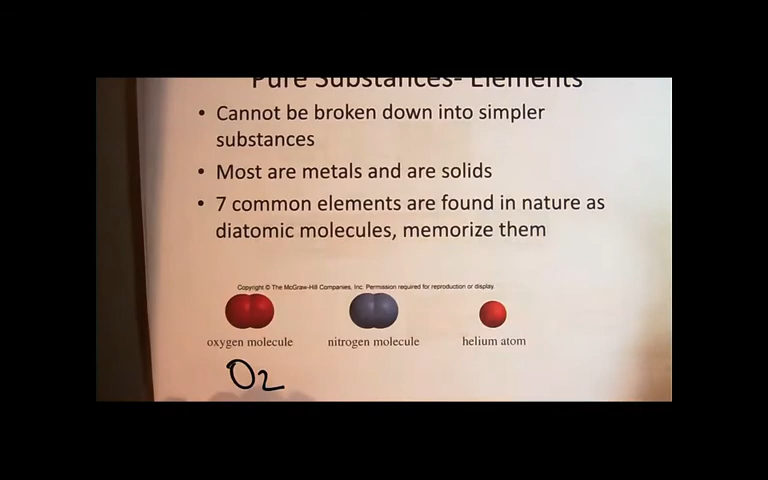 Pure Substances- Elements
• Cannot be broken down into simpler
substances
• Most are metals and are solids
• 7 common elements are found in nature as
diatomic molecules, memorize them
Copyright © The McGraw-Hill Companies, Inc. Permission required for reproduction or display.
oxygen molecule nitrogen molecule helium atom
O2